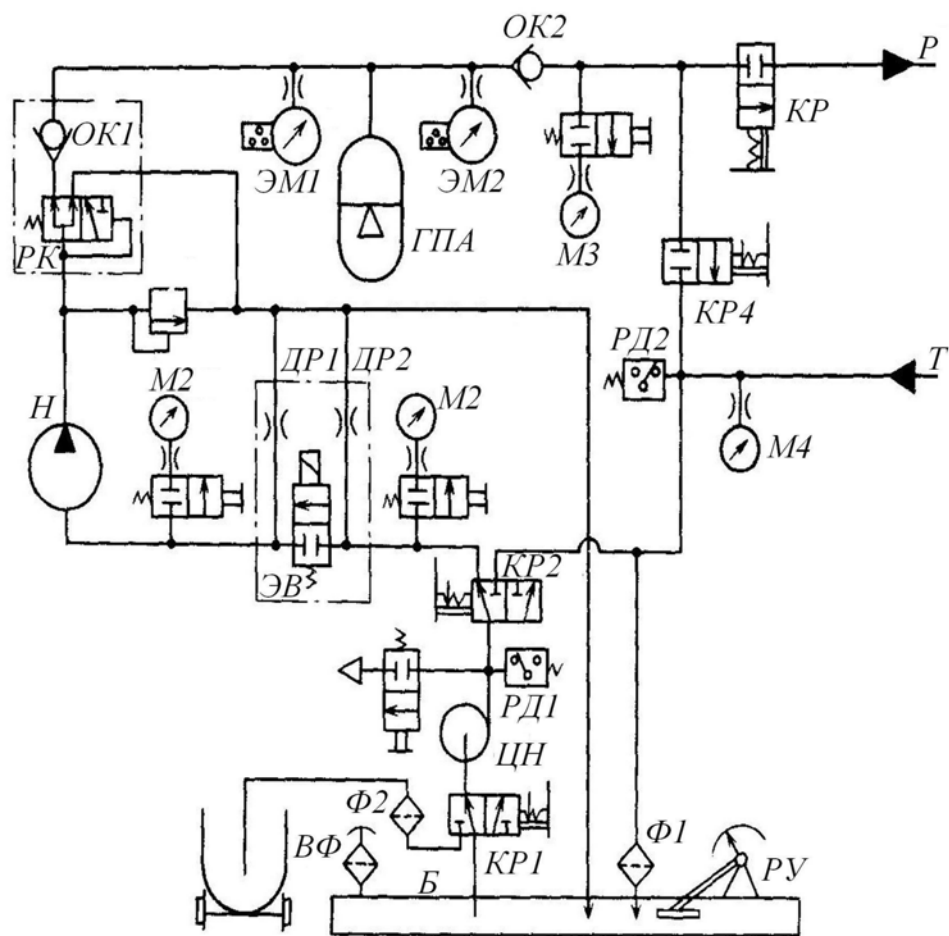 ОК2
Р
КР
ОК1
ЭМ1
ЭМ2
ГПА
М3
РК
КР4
РД2
Т
ДР1
ДР2
М2
М2
Н
М4
ЭВ
КР2
РД1
ЦН
Ф2
ВФ
КР1
Ф1
РУ
Б